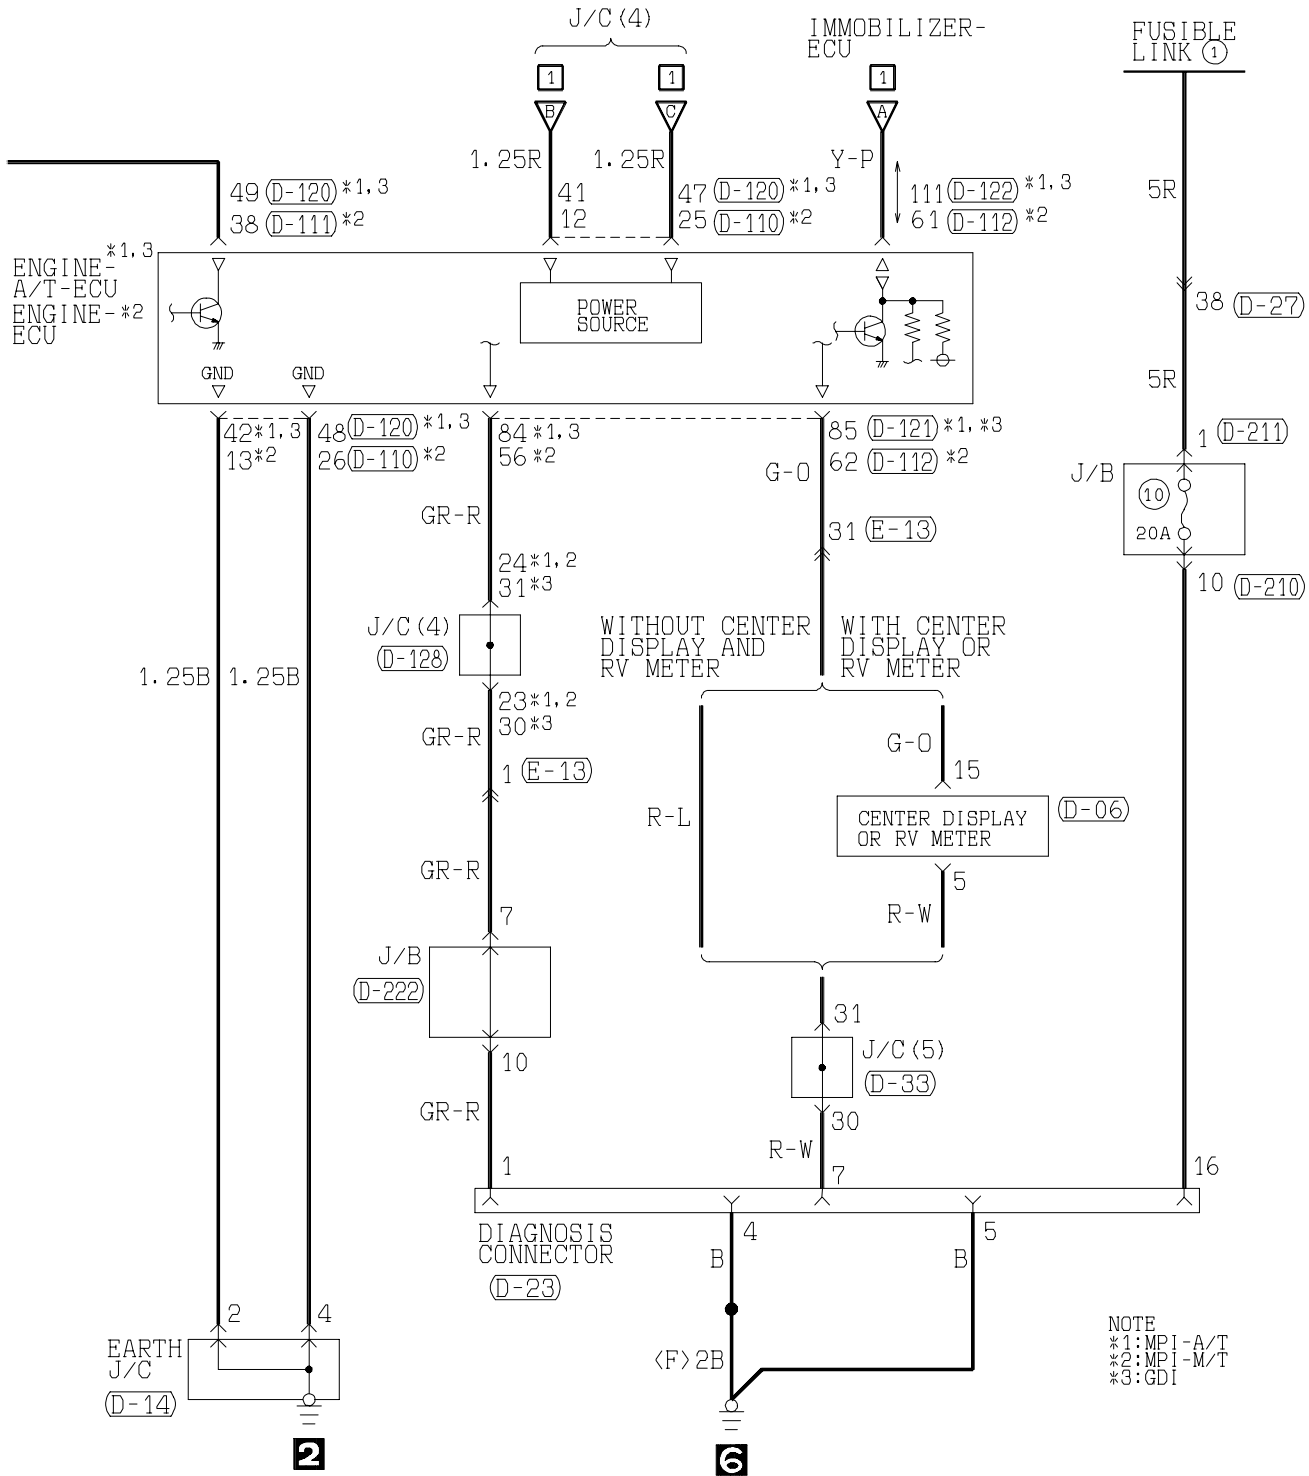 J/C(4)
IMMOBILIZER-
ECU
FUSIBLE
LINK ①
1
1
1
B
C
A
1.25R
1.25R
Y-P
49 (D-120) *1,3
38 (D-111) *2
41
12
47 (D-120) *1,3
25 (D-110) *2
111 (D-122) *1,3
61 (D-112) *2
5R
*1,3
ENGINE-
A/T-ECU
ENGINE-*2
ECU
POWER
SOURCE
38 (D-27)
GND
GND
5R
42*1,3
13*2
48 (D-120) *1,3
26 (D-110) *2
84*1,3
56*2
85 (D-121) *1,*3
62 (D-112) *2
1 (D-211)
G-O
J/B
10
20A
GR-R
31 (E-13)
24*1,2
31*3
10 (D-210)
J/C(4)
(D-128)
WITHOUT CENTER
DISPLAY AND
RV METER
WITH CENTER
DISPLAY OR
RV METER
1.25B
1.25B
23*1,2
30*3
GR-R
G-O
1 (E-13)
15
R-L
CENTER DISPLAY
OR RV METER
(D-06)
GR-R
5
7
R-W
J/B
(D-222)
31
10
J/C(5)
(D-33)
GR-R
30
R-W
1
7
16
DIAGNOSIS
CONNECTOR
(D-23)
4
5
B
B
2
4
EARTH
J/C
(D-14)
<F>2B
NOTE
*1:MPI-A/T
*2:MPI-M/T
*3:GDI
2
6